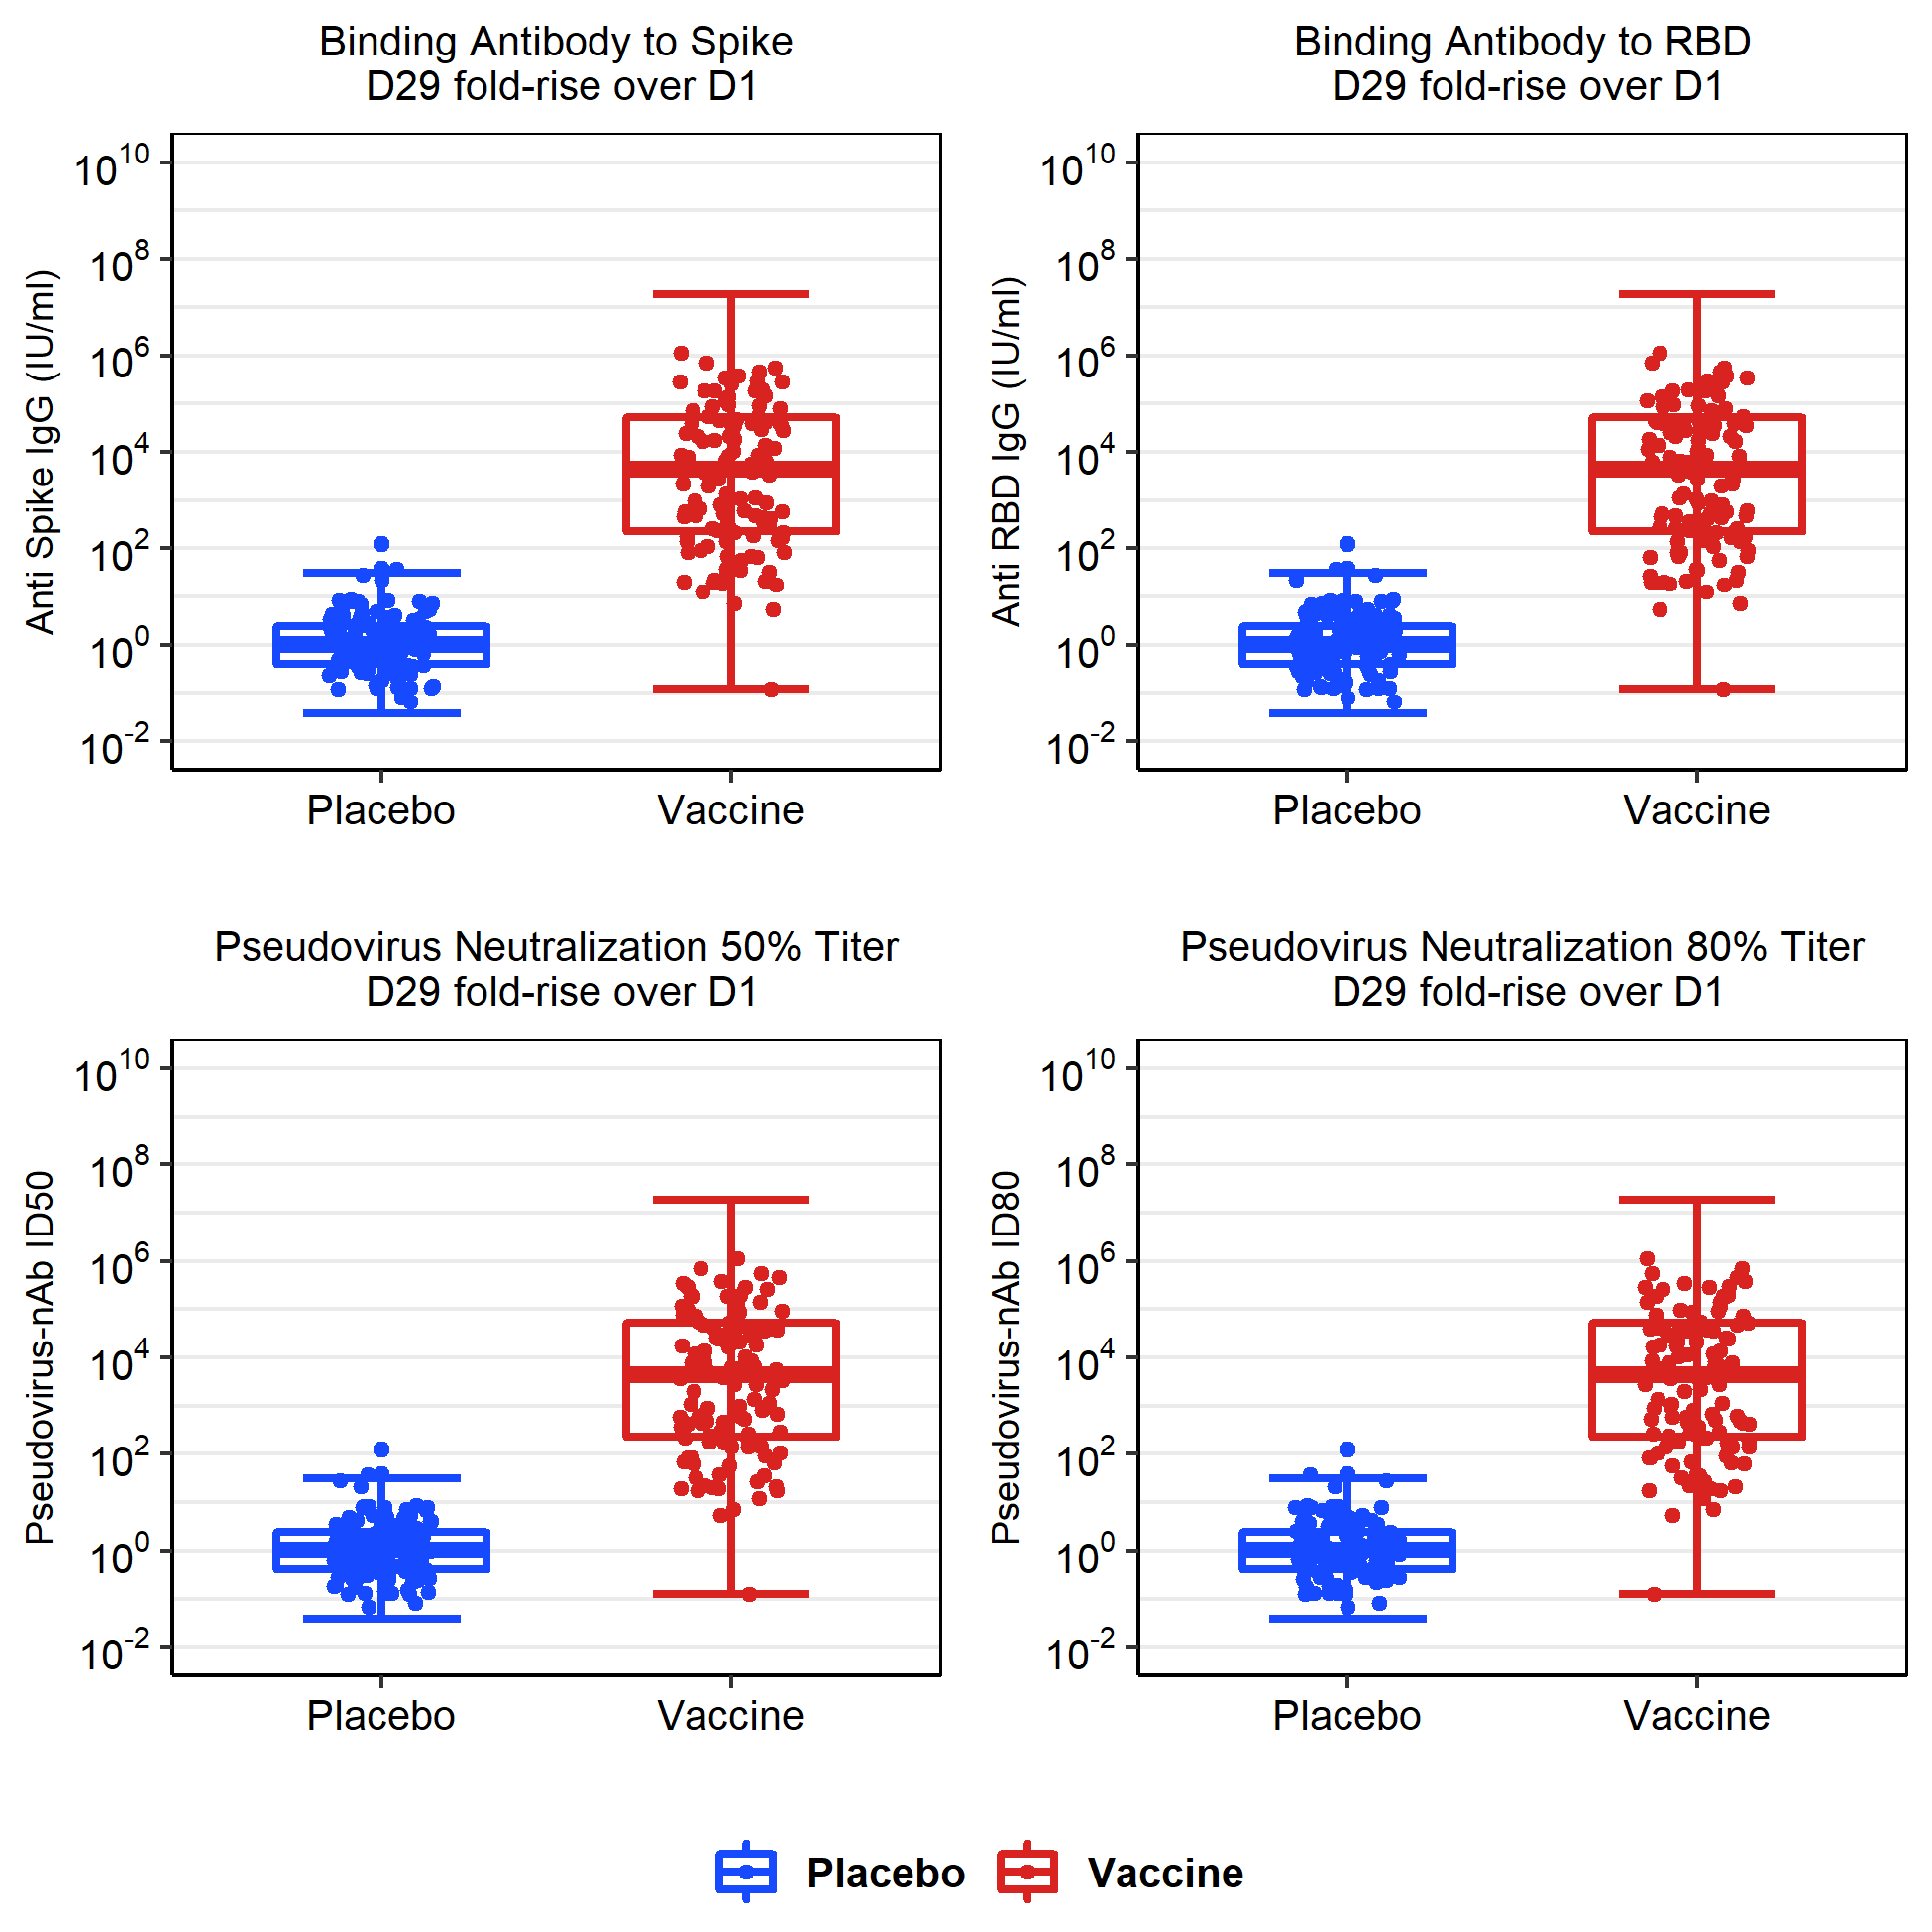 Binding Antibody to Spike
D29 fold-rise over D1
Anti Spike IgG (IU/ml)
10^10
10^8
10^6
10^4
10^2
10^0
10^-2
Placebo Vaccine
Binding Antibody to RBD
D29 fold-rise over D1
Anti RBD IgG (IU/ml)
10^10
10^8
10^6
10^4
10^2
10^0
10^-2
Placebo Vaccine
Pseudovirus Neutralization 50% Titer
D29 fold-rise over D1
Pseudovirus-nAb ID50
10^10
10^8
10^6
10^4
10^2
10^0
10^-2
Placebo Vaccine
Pseudovirus Neutralization 80% Titer
D29 fold-rise over D1
Pseudovirus-nAb ID80
10^10
10^8
10^6
10^4
10^2
10^0
10^-2
Placebo Vaccine
Placebo Vaccine